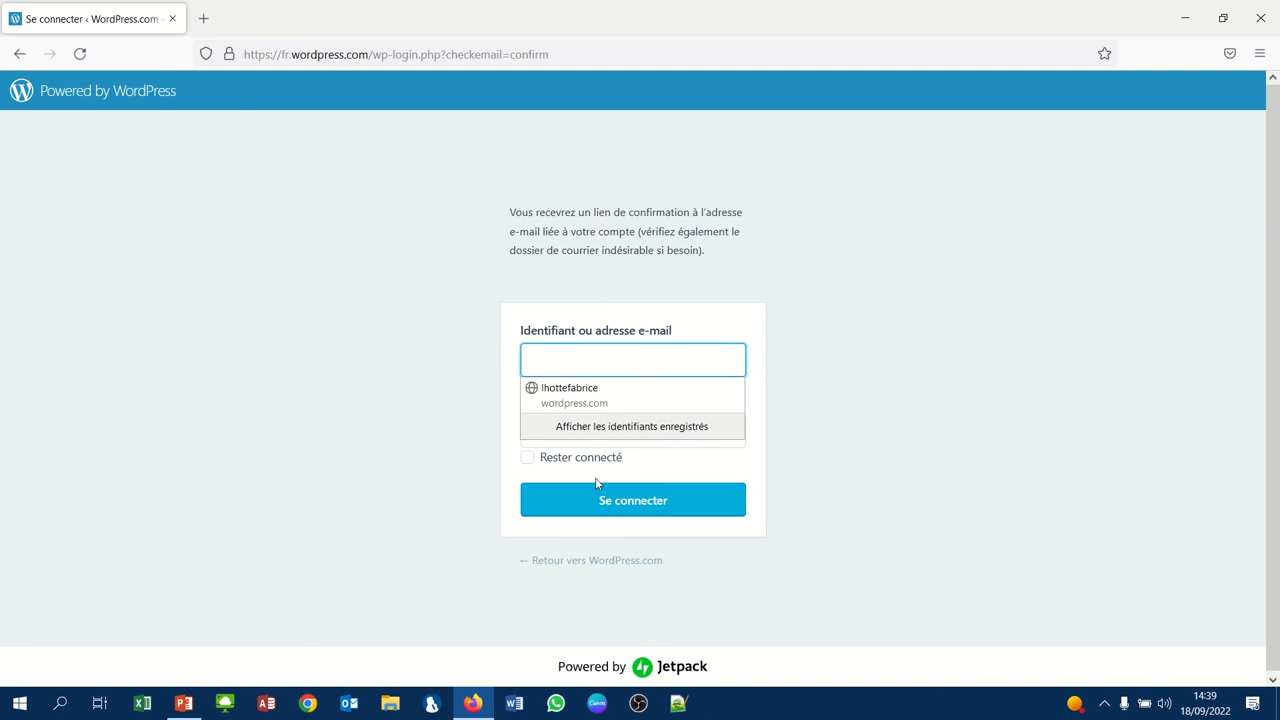 Se connecter ‹ WordPress.com —
https://fr.wordpress.com/wp-login.php?checkemail=confirm
Powered by WordPress
Vous recevrez un lien de confirmation à l'adresse
e-mail liée à votre compte (vérifiez également le
dossier de courrier indésirable si besoin).
Identifiant ou adresse e-mail
lhottefabrice
wordpress.com
Afficher les identifiants enregistrés
Rester connecté
Se connecter
← Retour vers WordPress.com
Powered by Jetpack
14:39
18/09/2022